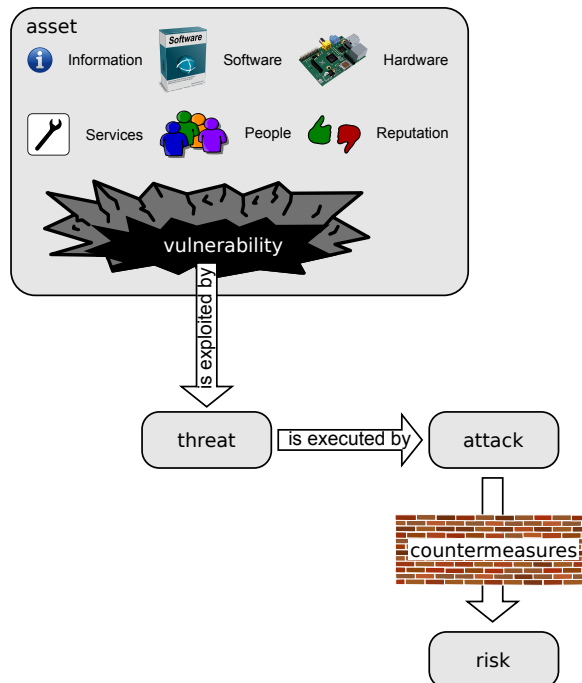 asset
Software
Information
Software
Hardware
Services
People
Reputation
vulnerability
is exploited by
threat
is executed by
attack
countermeasures
risk